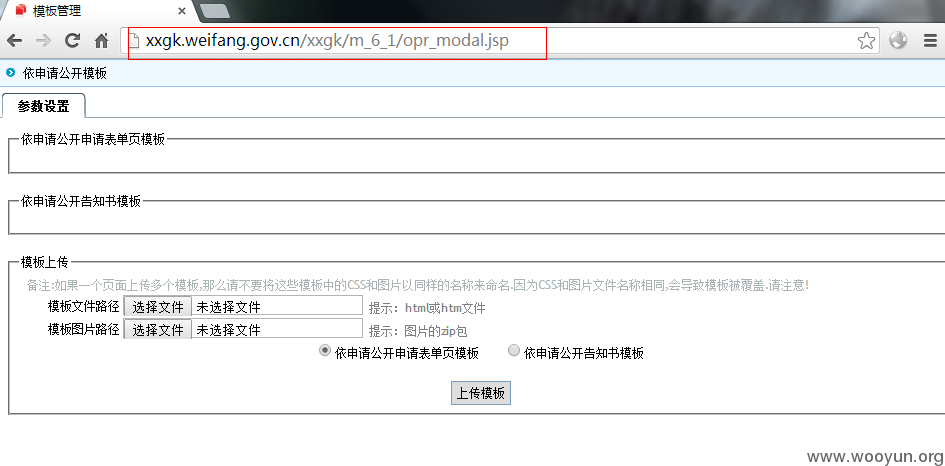 模板管理
xxgk.weifang.gov.cn/xxgk/m_6_1/opr_modal.jsp
依申请公开模板
参数设置
依申请公开申请表单页模板
依申请公开告知书模板
模板上传
备注:如果一个页面上传多个模板,那么请不要将这些模板中的CSS和图片以同样的名称来命名.因为CSS和图片文件名称相同,会导致模板被覆盖.请注意!
模板文件路径 选择文件 未选择文件 提示：html或htm文件
模板图片路径 选择文件 未选择文件 提示：图片的zip包
依申请公开申请表单页模板 依申请公开告知书模板
上传模板
www.wooyun.org